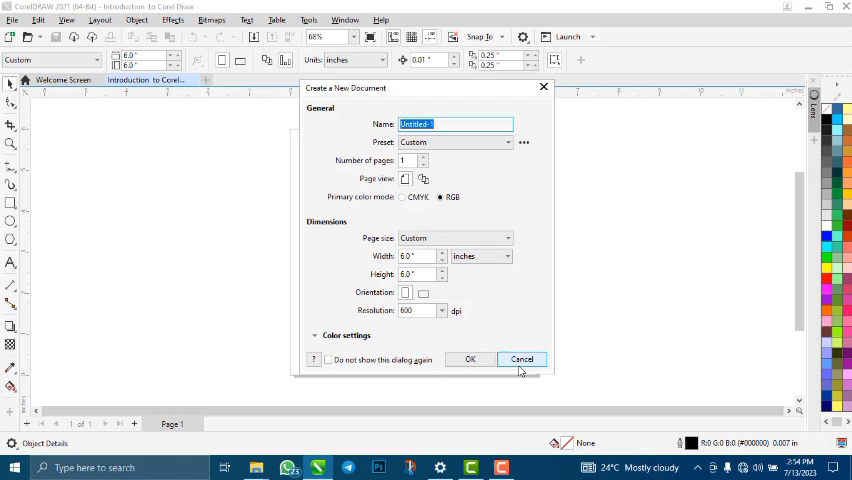 CorelDRAW 2021 (64-Bit) - Introduction to Corel Draw
File Edit View Layout Object Effects Bitmaps Text Table Tools Window Help
68% Snap To Launch
Custom 6.0 " 6.0 " Units: inches 0.01 " 0.25 " 0.25 "
Welcome Screen Introduction to Corel...
inches
Create a New Document
General
Name: Untitled-1
Preset: Custom
Number of pages: 1
Page view:
Primary color mode: CMYK RGB
Dimensions
Page size: Custom
Width: 6.0 " inches
Height: 6.0 "
Orientation:
Resolution: 600 dpi
Color settings
? Do not show this dialog again OK Cancel
Lens
1 of 1 Page 1
Object Details None R:0 G:0 B:0 (#000000) 0.007 in
Type here to search 23 Ps 24°C Mostly cloudy 2:54 PM
7/13/2023